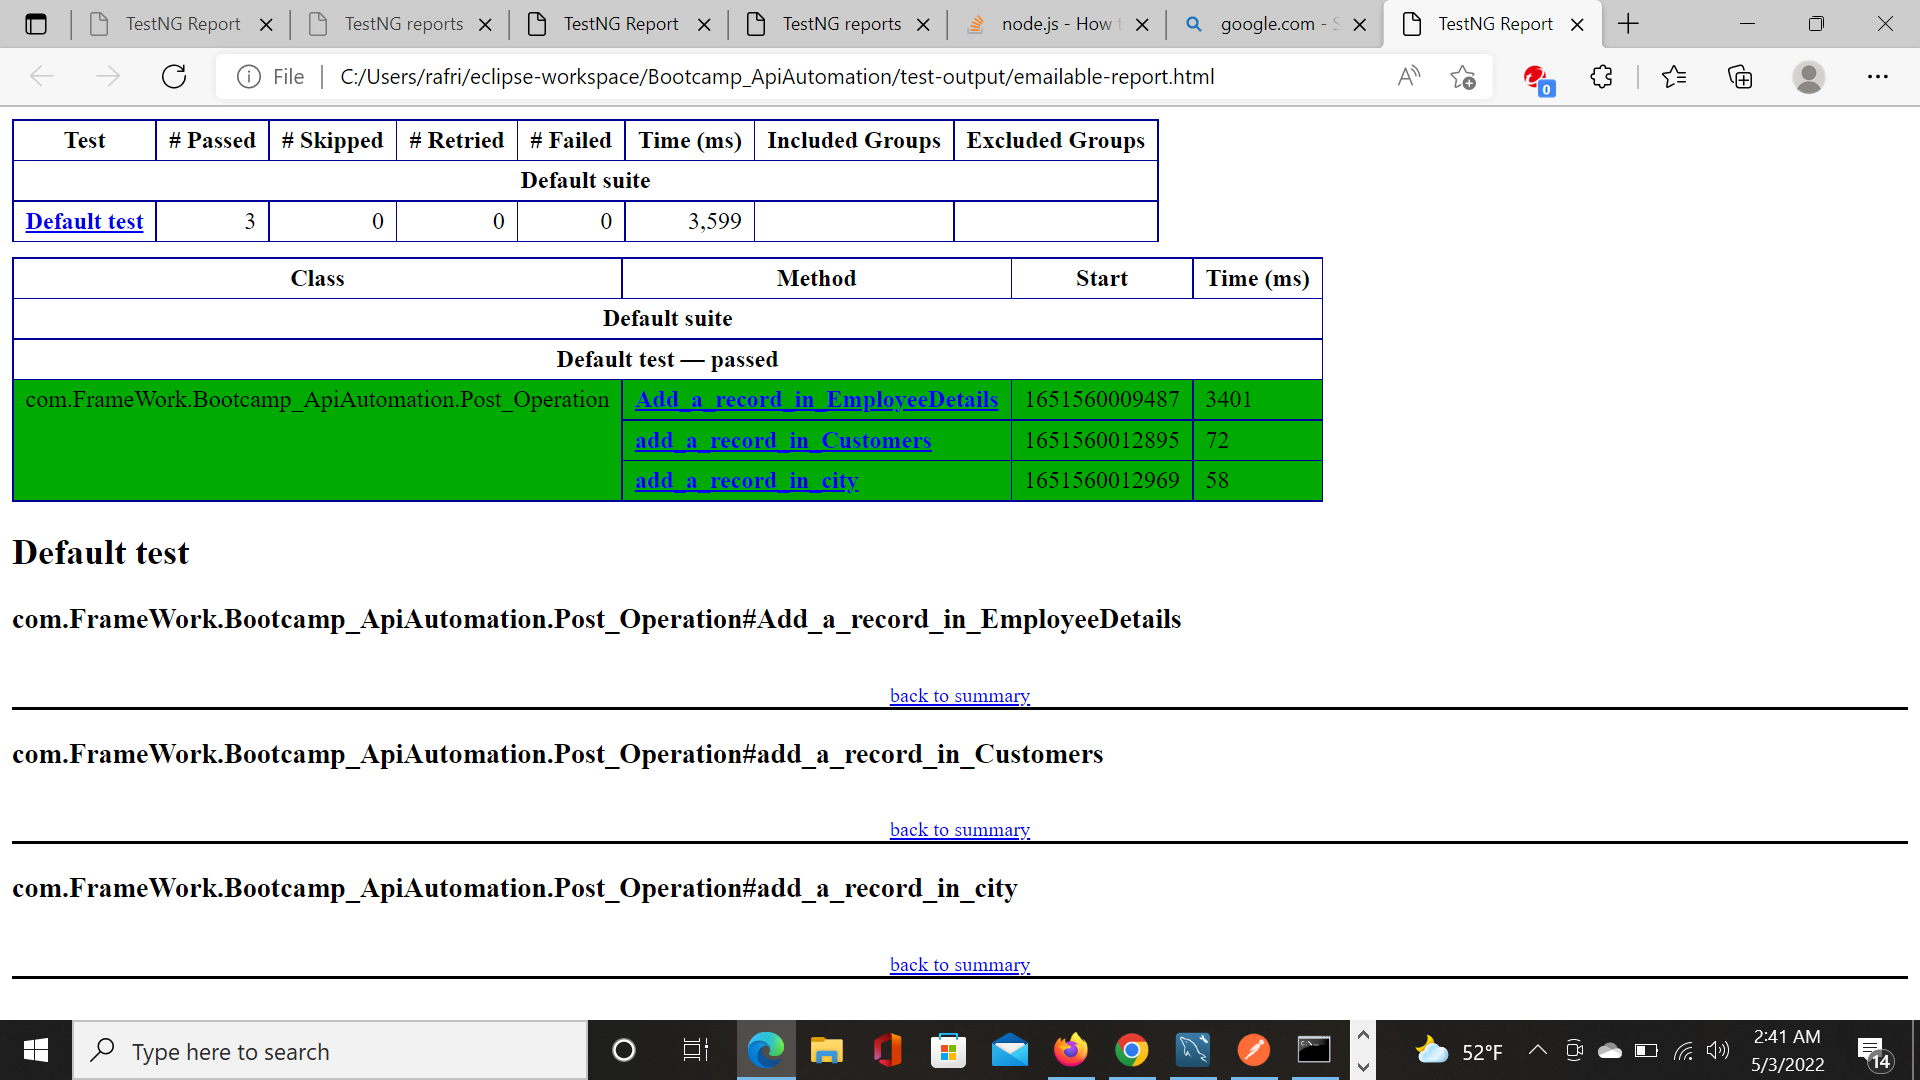 TestNG Report
TestNG reports
TestNG Report
TestNG reports
node.js - How
google.com -
TestNG Report
File C:/Users/rafri/eclipse-workspace/Bootcamp_ApiAutomation/test-output/emailable-report.html
0
Test # Passed # Skipped # Retried # Failed Time (ms) Included Groups Excluded Groups
Default suite
Default test 3 0 0 0 3,599
Class Method Start Time (ms)
Default suite
Default test — passed
com.FrameWork.Bootcamp_ApiAutomation.Post_Operation Add_a_record_in_EmployeeDetails 1651560009487 3401
add_a_record_in_Customers 1651560012895 72
add_a_record_in_city 1651560012969 58
Default test
com.FrameWork.Bootcamp_ApiAutomation.Post_Operation#Add_a_record_in_EmployeeDetails
back to summary
com.FrameWork.Bootcamp_ApiAutomation.Post_Operation#add_a_record_in_Customers
back to summary
com.FrameWork.Bootcamp_ApiAutomation.Post_Operation#add_a_record_in_city
back to summary
Type here to search
52°F
2:41 AM
5/3/2022
14